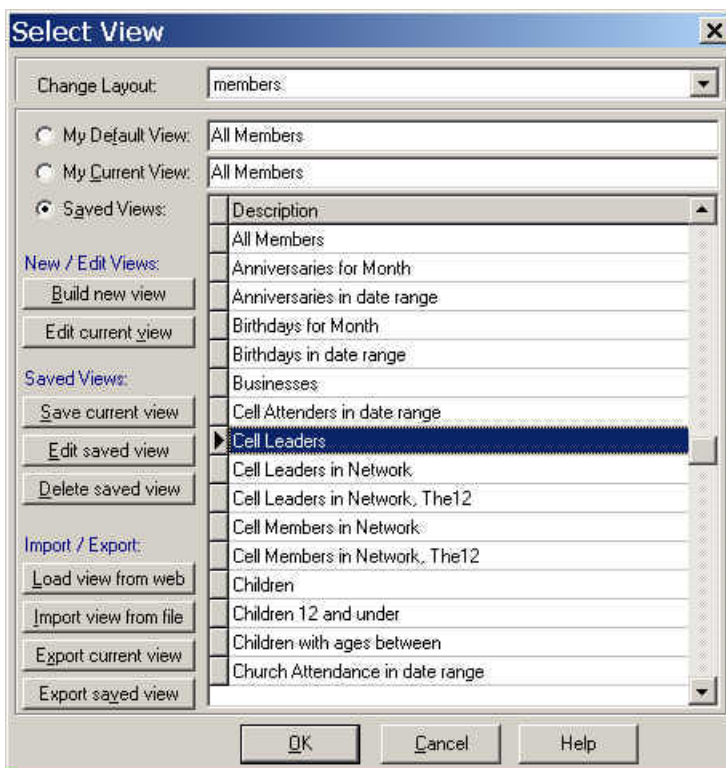 Select View
Change Layout: members
My Default View: All Members
My Current View: All Members
Saved Views:
Description
All Members
Anniversaries for Month
Anniversaries in date range
Birthdays for Month
Birthdays in date range
Businesses
Cell Attenders in date range
Cell Leaders
Cell Leaders in Network
Cell Leaders in Network, The12
Cell Members in Network
Cell Members in Network, The12
Children
Children 12 and under
Children with ages between
Church Attendance in date range
New / Edit Views:
Build new view
Edit current view
Saved Views:
Save current view
Edit saved view
Delete saved view
Import / Export:
Load view from web
Import view from file
Export current view
Export saved view
OK Cancel Help